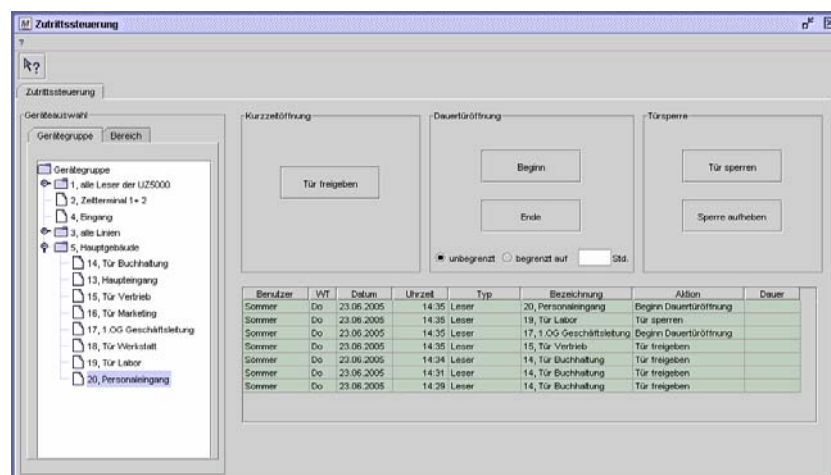 Zutrittssteuerung
?
?
Zutrittssteuerung
Geräteauswahl
Gerätegruppe Bereich
Gerätegruppe
1, alle Leser der UZ5000
2, Zeitterminal 1+ 2
4, Eingang
3, alle Linien
5, Hauptgebäude
14, Tür Buchhaltung
13, Haupteingang
15, Tür Vertrieb
16, Tür Marketing
17, 1.OG Geschäftsleitung
18, Tür Werkstatt
19, Tür Labor
20, Personaleingang
Kurzzeitöffnung
Tür freigeben
Dauertüröffnung
Beginn
Ende
unbegrenzt begrenzt auf Std.
Türsperre
Tür sperren
Sperre aufheben
Benutzer WT Datum Uhrzeit Typ Bezeichnung Aktion Dauer
Sommer Do 23.06.2005 14:35 Leser 20, Personaleingang Beginn Dauertüröffnung
Sommer Do 23.06.2005 14:35 Leser 19, Tür Labor Tür sperren
Sommer Do 23.06.2005 14:35 Leser 17, 1.OG Geschäftsleitung Beginn Dauertüröffnung
Sommer Do 23.06.2005 14:35 Leser 15, Tür Vertrieb Tür freigeben
Sommer Do 23.06.2005 14:34 Leser 14, Tür Buchhaltung Tür freigeben
Sommer Do 23.06.2005 14:31 Leser 14, Tür Buchhaltung Tür freigeben
Sommer Do 23.06.2005 14:29 Leser 14, Tür Buchhaltung Tür freigeben